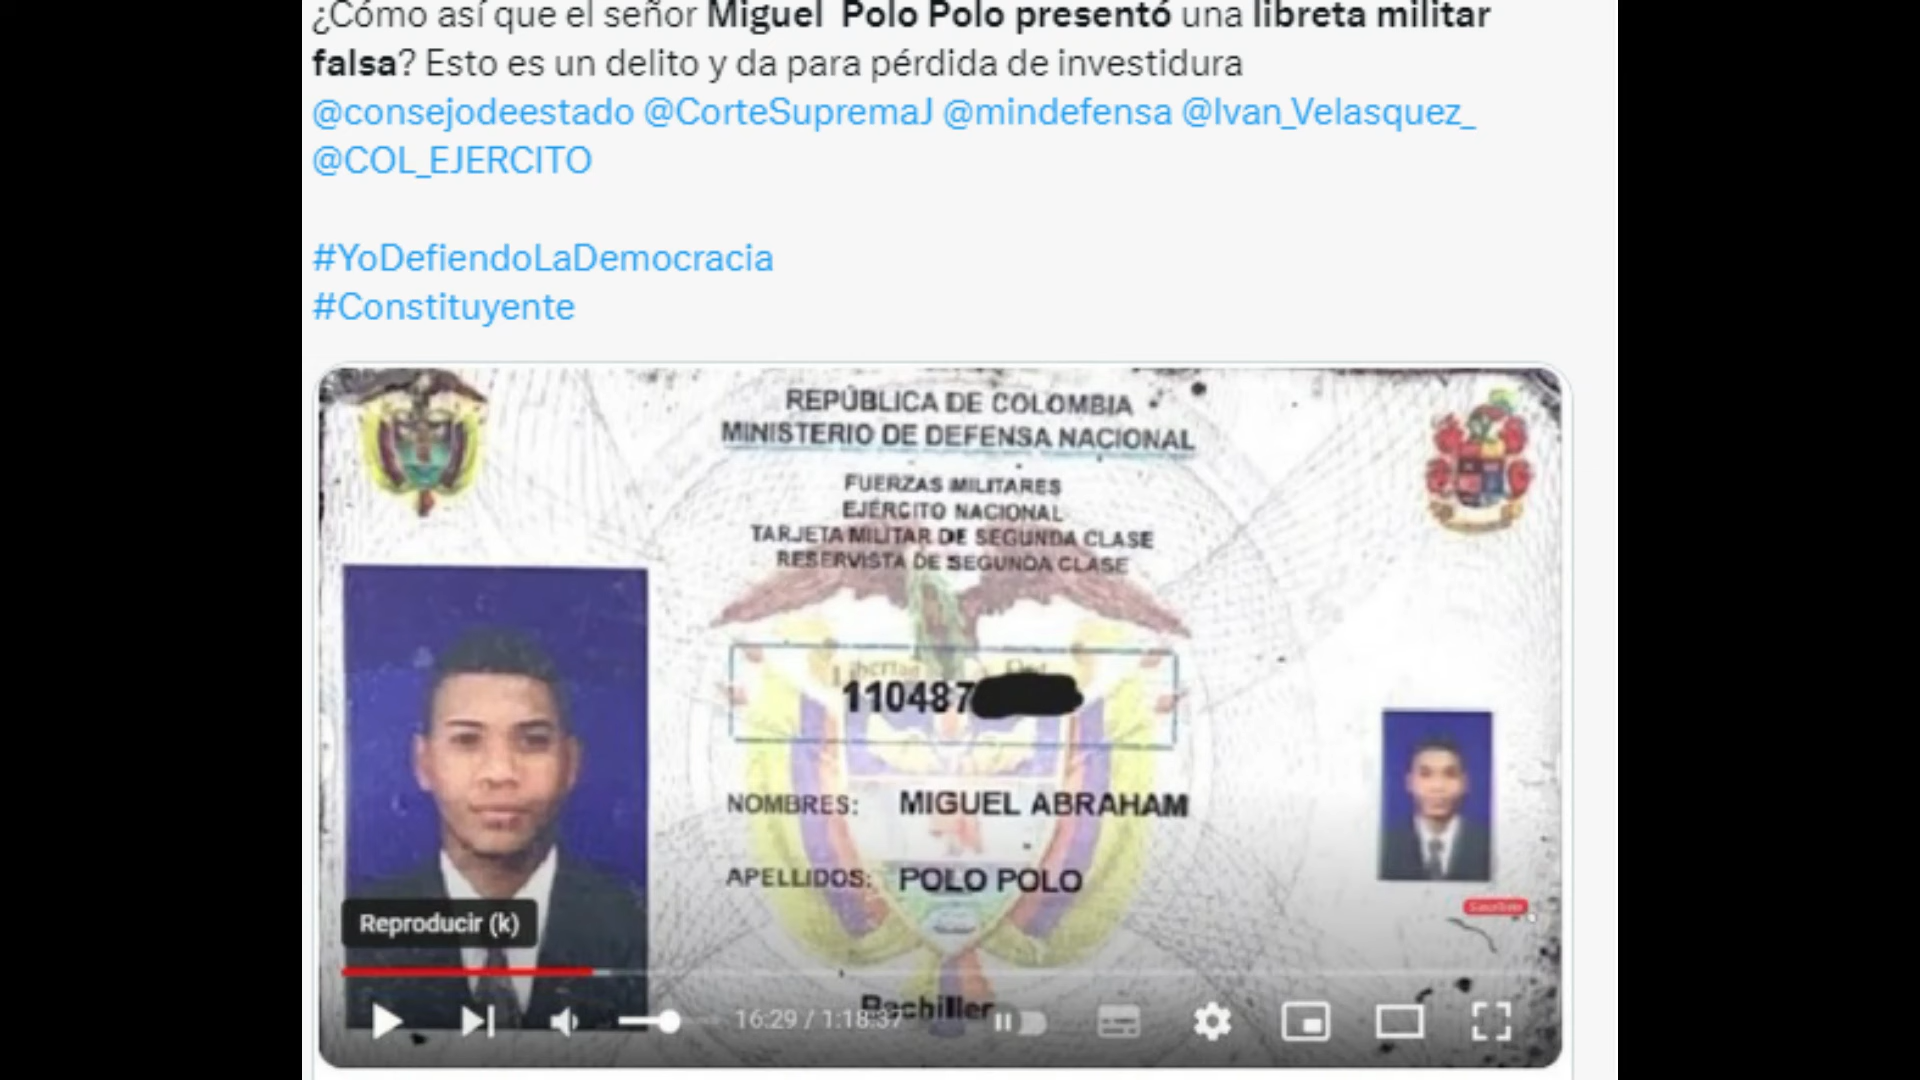 ¿Cómo así que el señor Miguel Polo Polo presentó una libreta militar
falsa? Esto es un delito y da para pérdida de investidura
@consejodeestado @CorteSupremaJ @mindefensa @Ivan_Velasquez_
@COL_EJERCITO
#YoDefiendoLaDemocracia
#Constituyente
REPÚBLICA DE COLOMBIA
MINISTERIO DE DEFENSA NACIONAL
FUERZAS MILITARES
EJÉRCITO NACIONAL
TARJETA MILITAR DE SEGUNDA CLASE
RESERVISTA DE SEGUNDA CLASE
Libertad
110487
NOMBRES: MIGUEL ABRAHAM
APELLIDOS: POLO POLO
Reproducir (k)
Bachiller
16:29 / 1:18:37